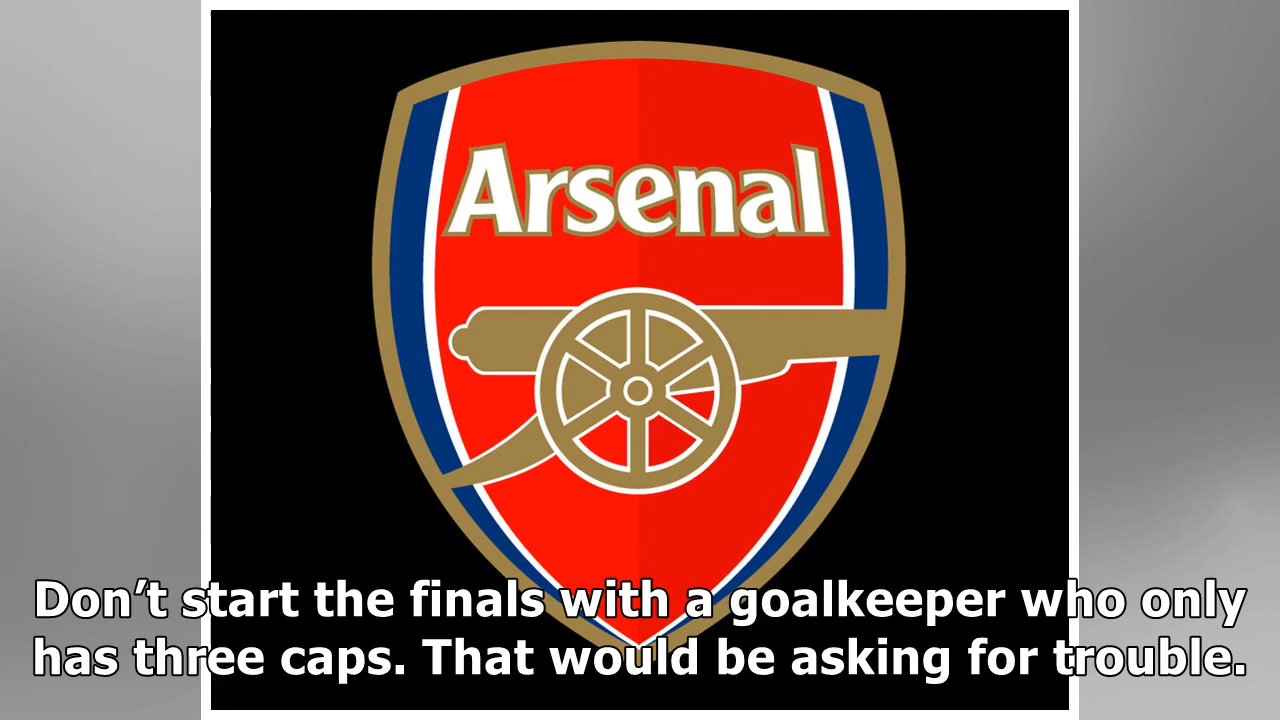 Arsenal
Don’t start the finals with a goalkeeper who only
has three caps. That would be asking for trouble.